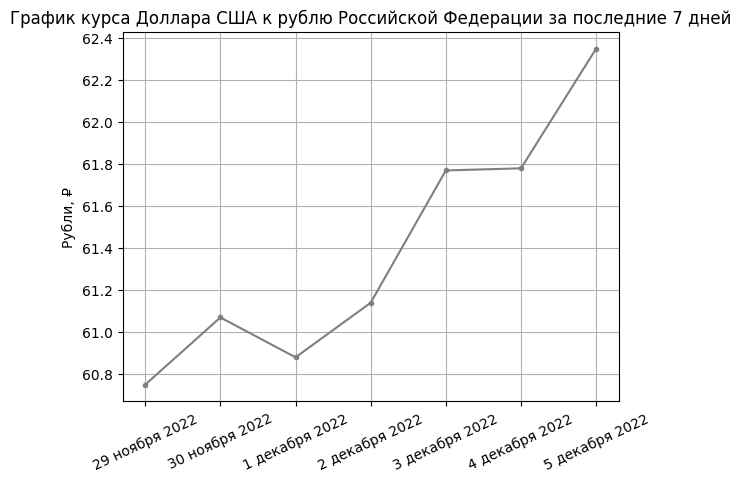 График курса Доллара США к рублю Российской Федерации за последние 7 дней
62.4
62.2
62.0
61.8
61.6
61.4
61.2
61.0
60.8
Рубли, ₽
29 ноября 2022
30 ноября 2022
1 декабря 2022
2 декабря 2022
3 декабря 2022
4 декабря 2022
5 декабря 2022